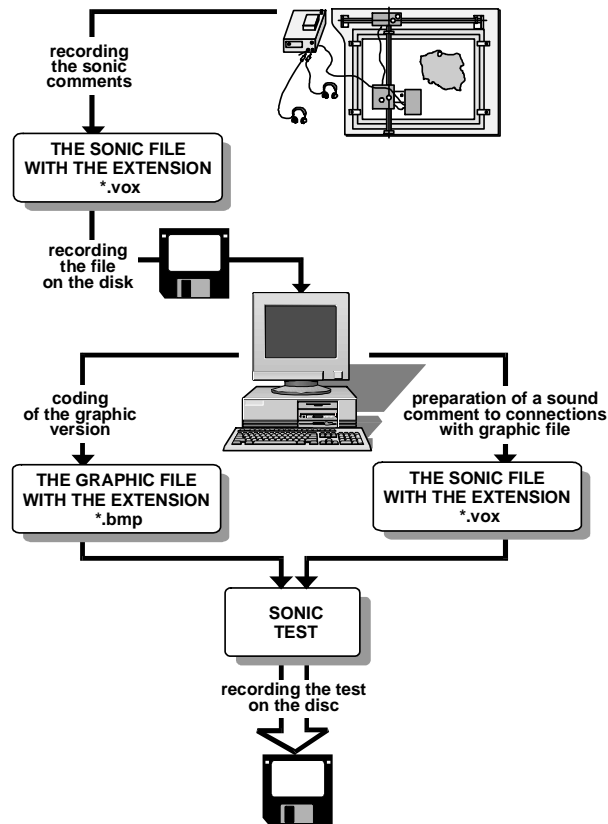 recording
the sonic
comments
THE SONIC FILE
WITH THE EXTENSION
*.vox
recording
the file
on the disk
coding
of the graphic
version
preparation of a sound
comment to connections
with graphic file
THE GRAPHIC FILE
WITH THE EXTENSION
*.bmp
THE SONIC FILE
WITH THE EXTENSION
*.vox
SONIC
TEST
recording the test
on the disc